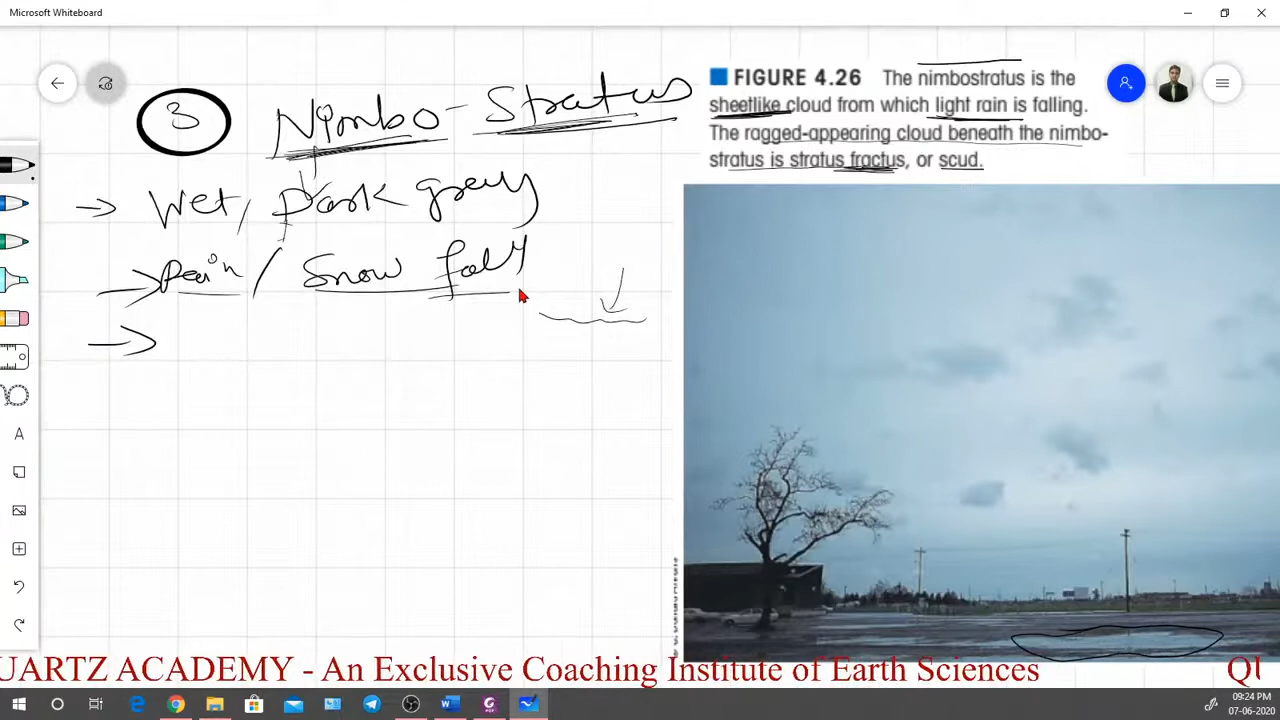 Microsoft Whiteboard
3
Nimbo-Stratus
→ Wet, Dark grey
→ Rain / Snow fall
→
FIGURE 4.26 The nimbostratus is the
sheetlike cloud from which light rain is falling.
The ragged-appearing cloud beneath the nimbo-
stratus is stratus fractus, or scud.
UARTZ ACADEMY - An Exclusive Coaching Institute of Earth Sciences QU
09:24 PM
07-06-2020